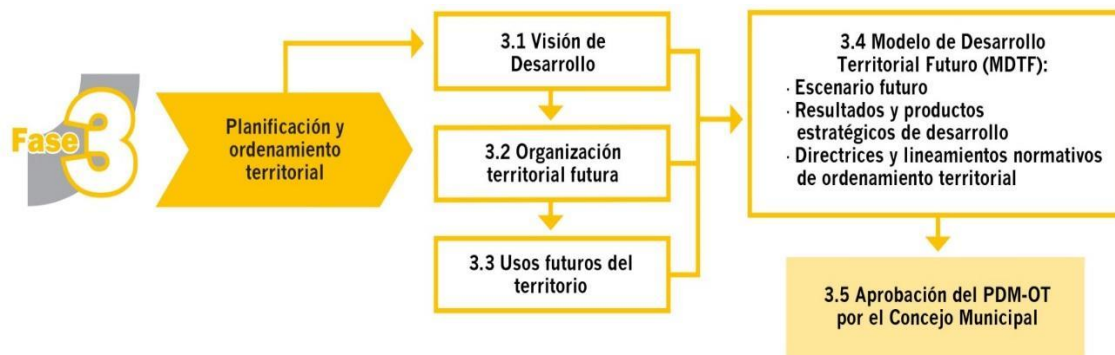 Fase 3
Planificación y
ordenamiento
territorial
3.1 Visión de
Desarrollo
3.2 Organización
territorial futura
3.3 Usos futuros del
territorio
3.4 Modelo de Desarrollo
Territorial Futuro (MDTF):
· Escenario futuro
· Resultados y productos
estratégicos de desarrollo
· Directrices y lineamientos normativos
de ordenamiento territorial
3.5 Aprobación del PDM-OT
por el Concejo Municipal